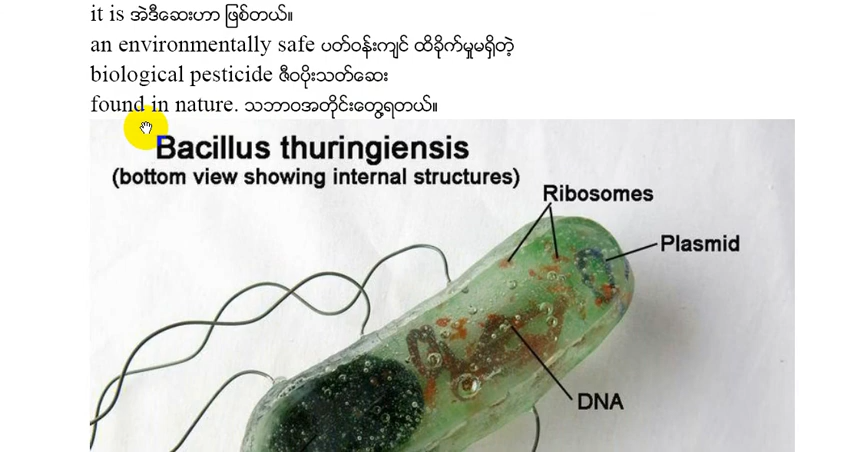 it is အဲဒီဆေးဟာ ဖြစ်တယ်။
an environmentally safe ပတ်ဝန်းကျင် ထိခိုက်မှုမရှိတဲ့
biological pesticide ဇီဝပိုးသတ်ဆေး
found in nature. သဘာဝအတိုင်းတွေ့ရတယ်။
Bacillus thuringiensis
(bottom view showing internal structures)
Ribosomes
Plasmid
DNA